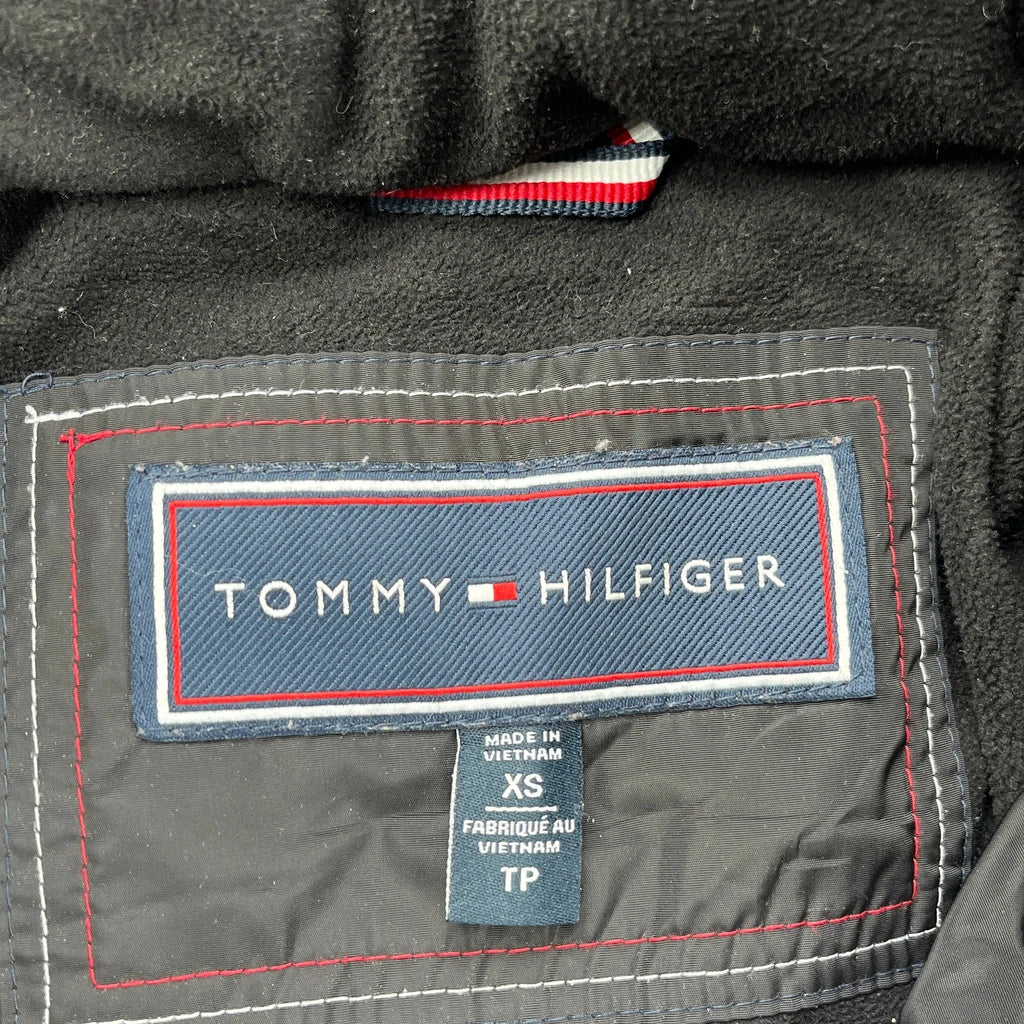 TOMMY HILFIGER
MADE IN
VIETNAM
XS
FABRIQUÉ AU
VIETNAM
TP